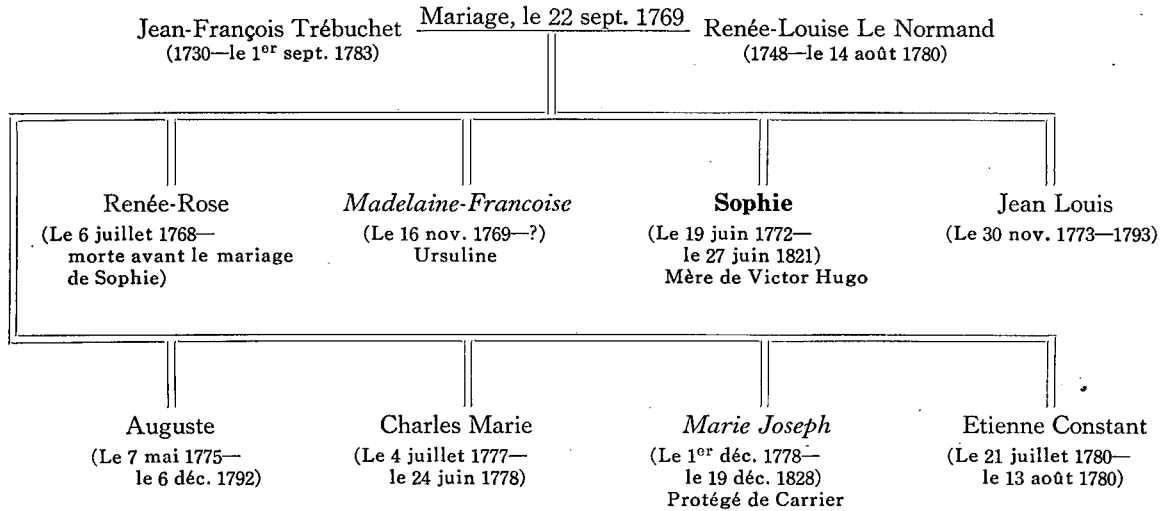 Jean-François Trébuchet Mariage, le 22 sept. 1769 Renée-Louise Le Normand
(1730—le 1er sept. 1783) (1748—le 14 août 1780)
Renée-Rose
(Le 6 juillet 1768—
morte avant le mariage
de Sophie)
Madelaine-Francoise
(Le 16 nov. 1769—?)
Ursuline
Sophie
(Le 19 juin 1772—
le 27 juin 1821)
Mère de Victor Hugo
Jean Louis
(Le 30 nov. 1773—1793)
Auguste
(Le 7 mai 1775—
le 6 déc. 1792)
Charles Marie
(Le 4 juillet 1777—
le 24 juin 1778)
Marie Joseph
(Le 1er déc. 1778—
le 19 déc. 1828)
Protégé de Carrier
Etienne Constant
(Le 21 juillet 1780—
le 13 août 1780)